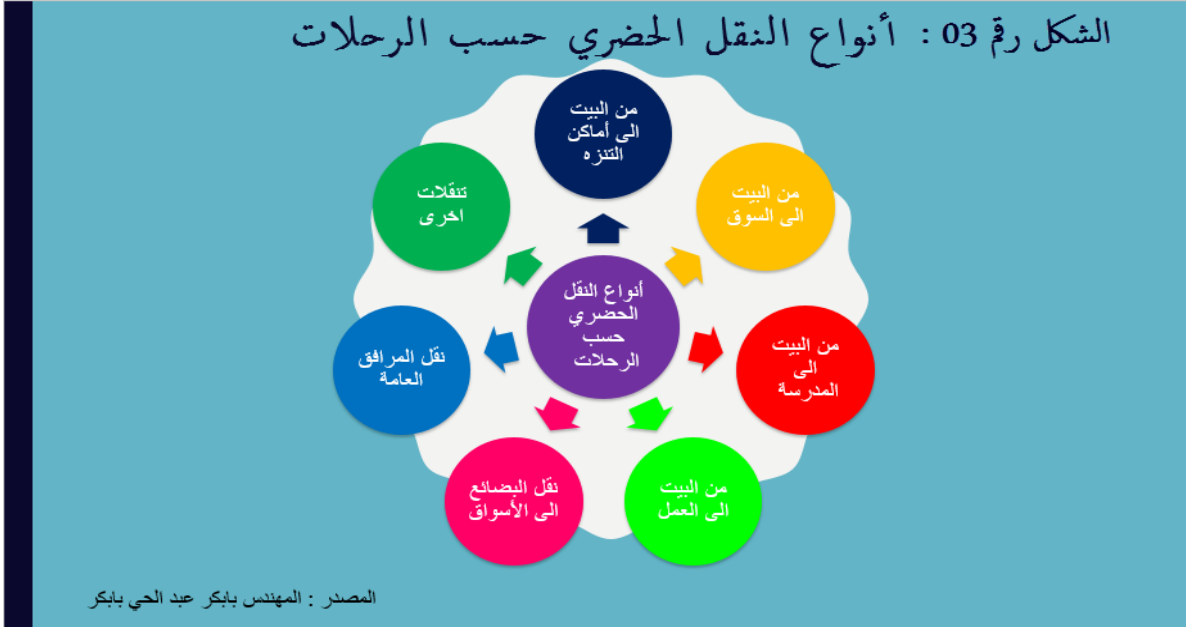 الشكل رقم 03 : أنواع النقل الحضري حسب الرحلات
من البيت
الى أماكن
التنزه
من البيت
الى السوق
من البيت
الى
المدرسة
من البيت
الى العمل
نقل البضائع
الى الأسواق
نقل المرافق
العامة
تنقلات
اخرى
أنواع النقل
الحضري
حسب
الرحلات
المصدر : المهندس بابكر عبد الحي بابكر